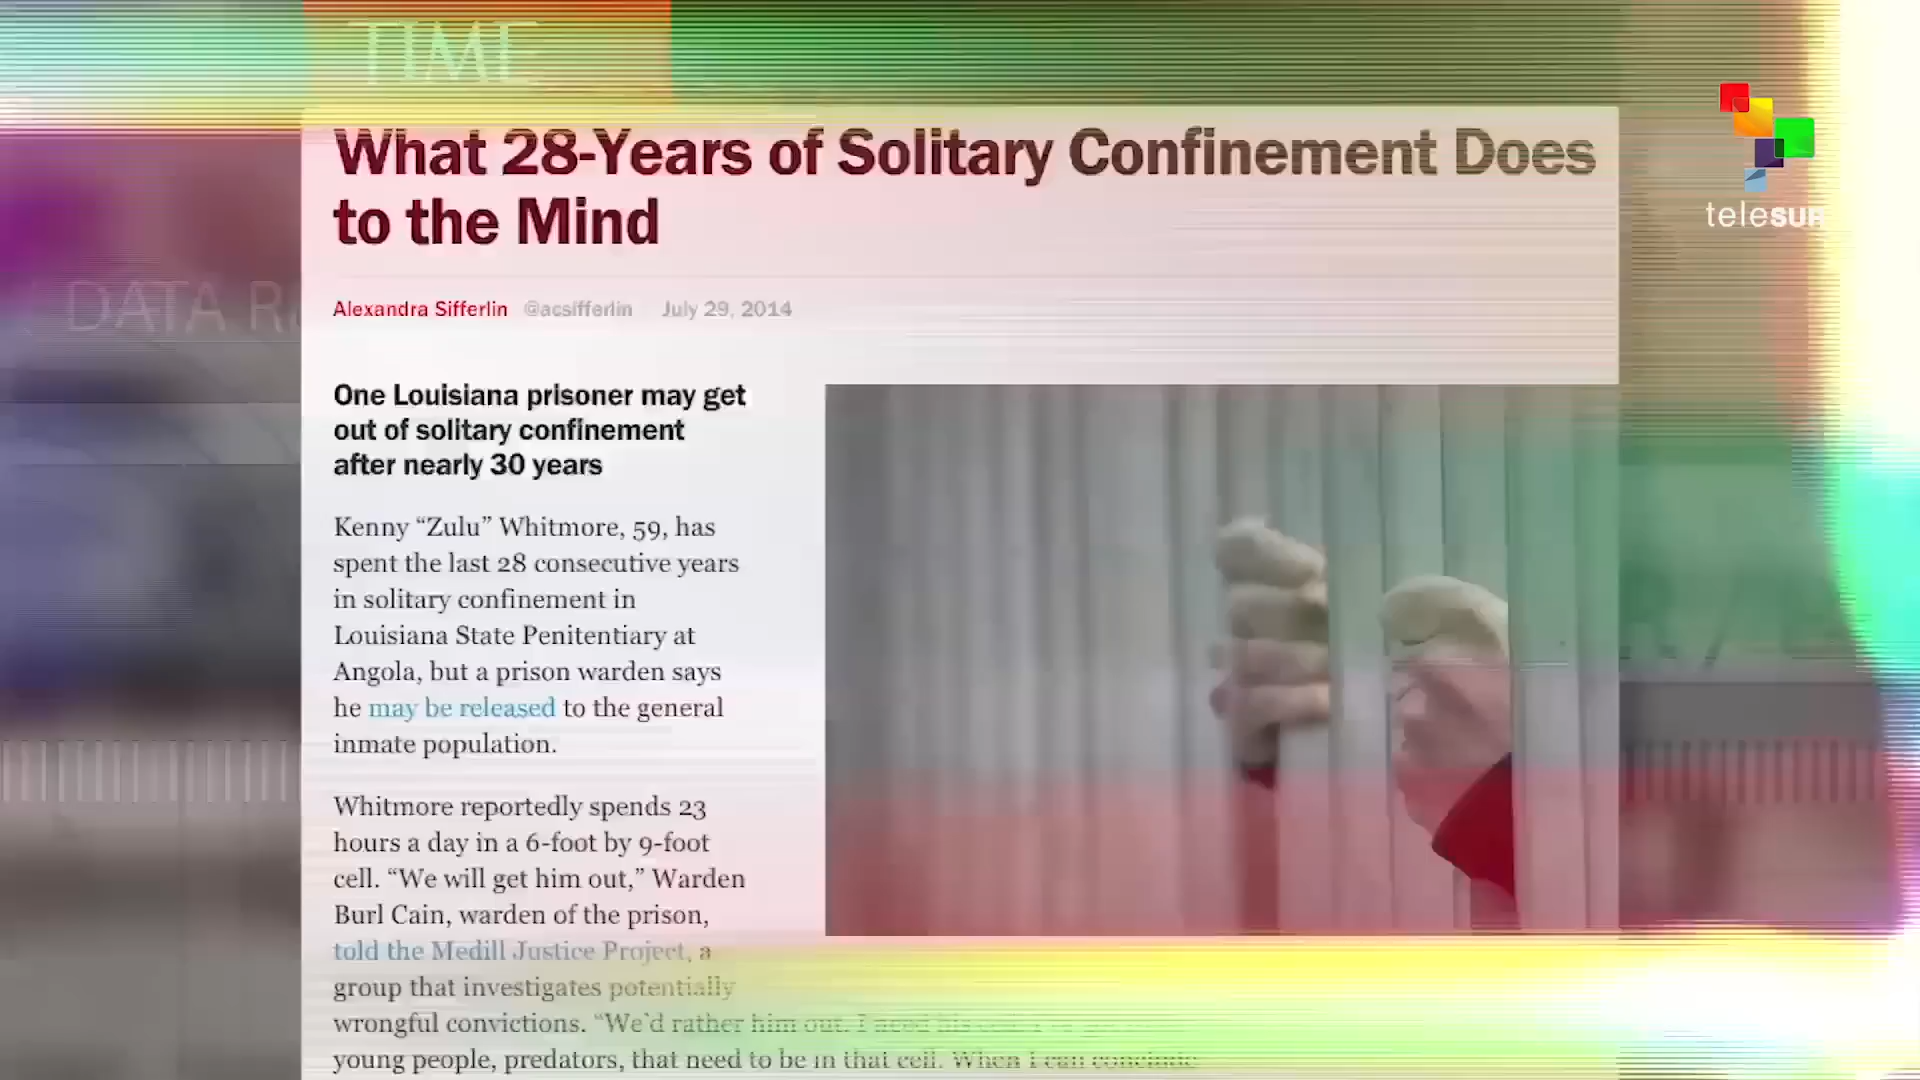 TIME
What 28-Years of Solitary Confinement Does
to the Mind
telesur
DATA
Alexandra Sifferlin @acsifferlin July 29, 2014
One Louisiana prisoner may get
out of solitary confinement
after nearly 30 years
Kenny “Zulu” Whitmore, 59, has
spent the last 28 consecutive years
in solitary confinement in
Louisiana State Penitentiary at
Angola, but a prison warden says
he may be released to the general
inmate population.
Whitmore reportedly spends 23
hours a day in a 6-foot by 9-foot
cell. “We will get him out,” Warden
Burl Cain, warden of the prison,
told the Medill Justice Project, a
group that investigates potentially
wrongful convictions. “We’d rather him out. I need his
young people, predators, that need to be in that cell. When I can conclude